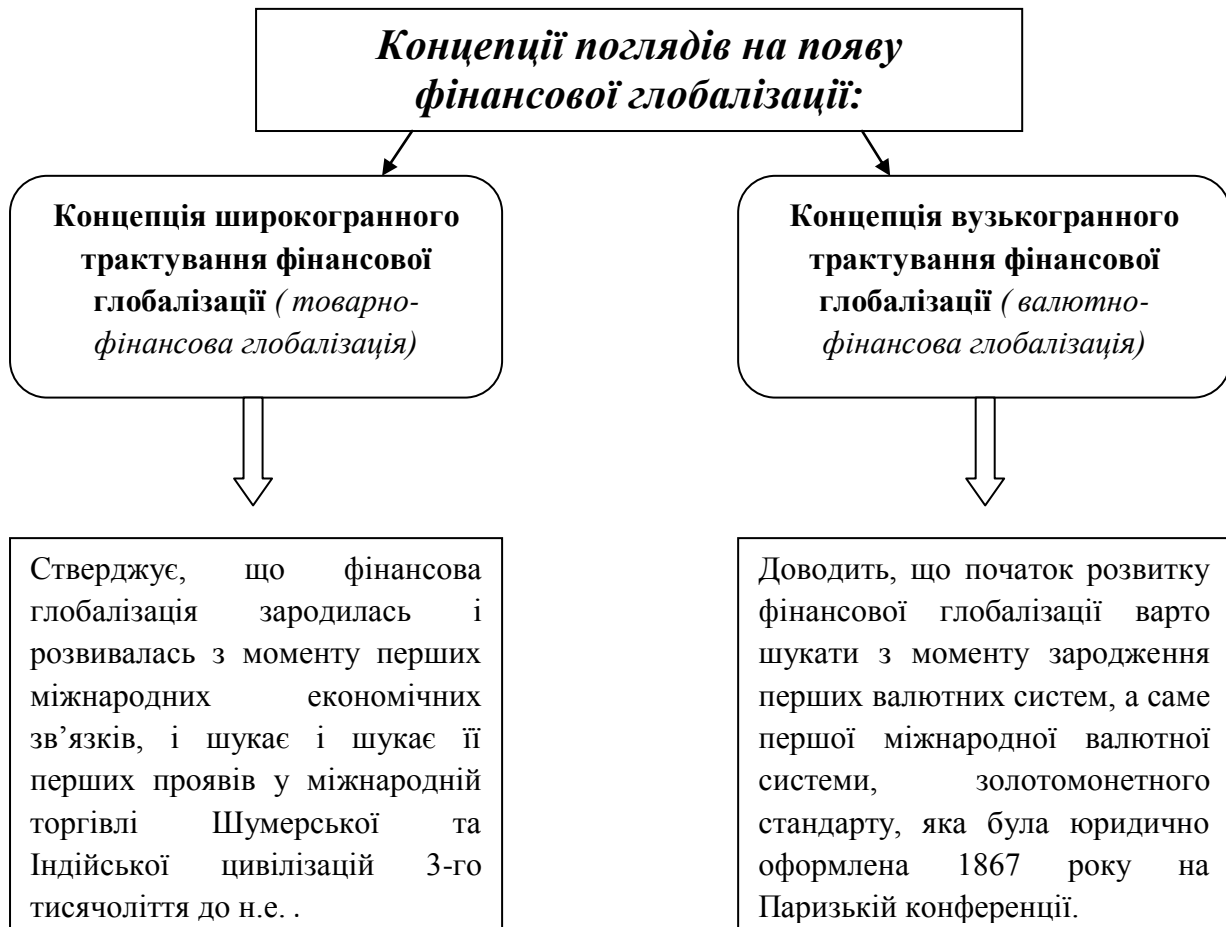 Концепції поглядів на появу
фінансової глобалізації:
Концепція широкогранного
трактування фінансової
глобалізації ( товарно-
фінансова глобалізація)
Концепція вузькогранного
трактування фінансової
глобалізації ( валютно-
фінансова глобалізація)
Стверджує, що фінансова
глобалізація зародилась і
розвивалась з моменту перших
міжнародних економічних
зв’язків, і шукає і шукає її
перших проявів у міжнародній
торгівлі Шумерської та
Індійської цивілізацій 3-го
тисячоліття до н.е. .
Доводить, що початок розвитку
фінансової глобалізації варто
шукати з моменту зародження
перших валютних систем, а саме
першої міжнародної валютної
системи, золотомонетного
стандарту, яка була юридично
оформлена 1867 року на
Паризькій конференції.